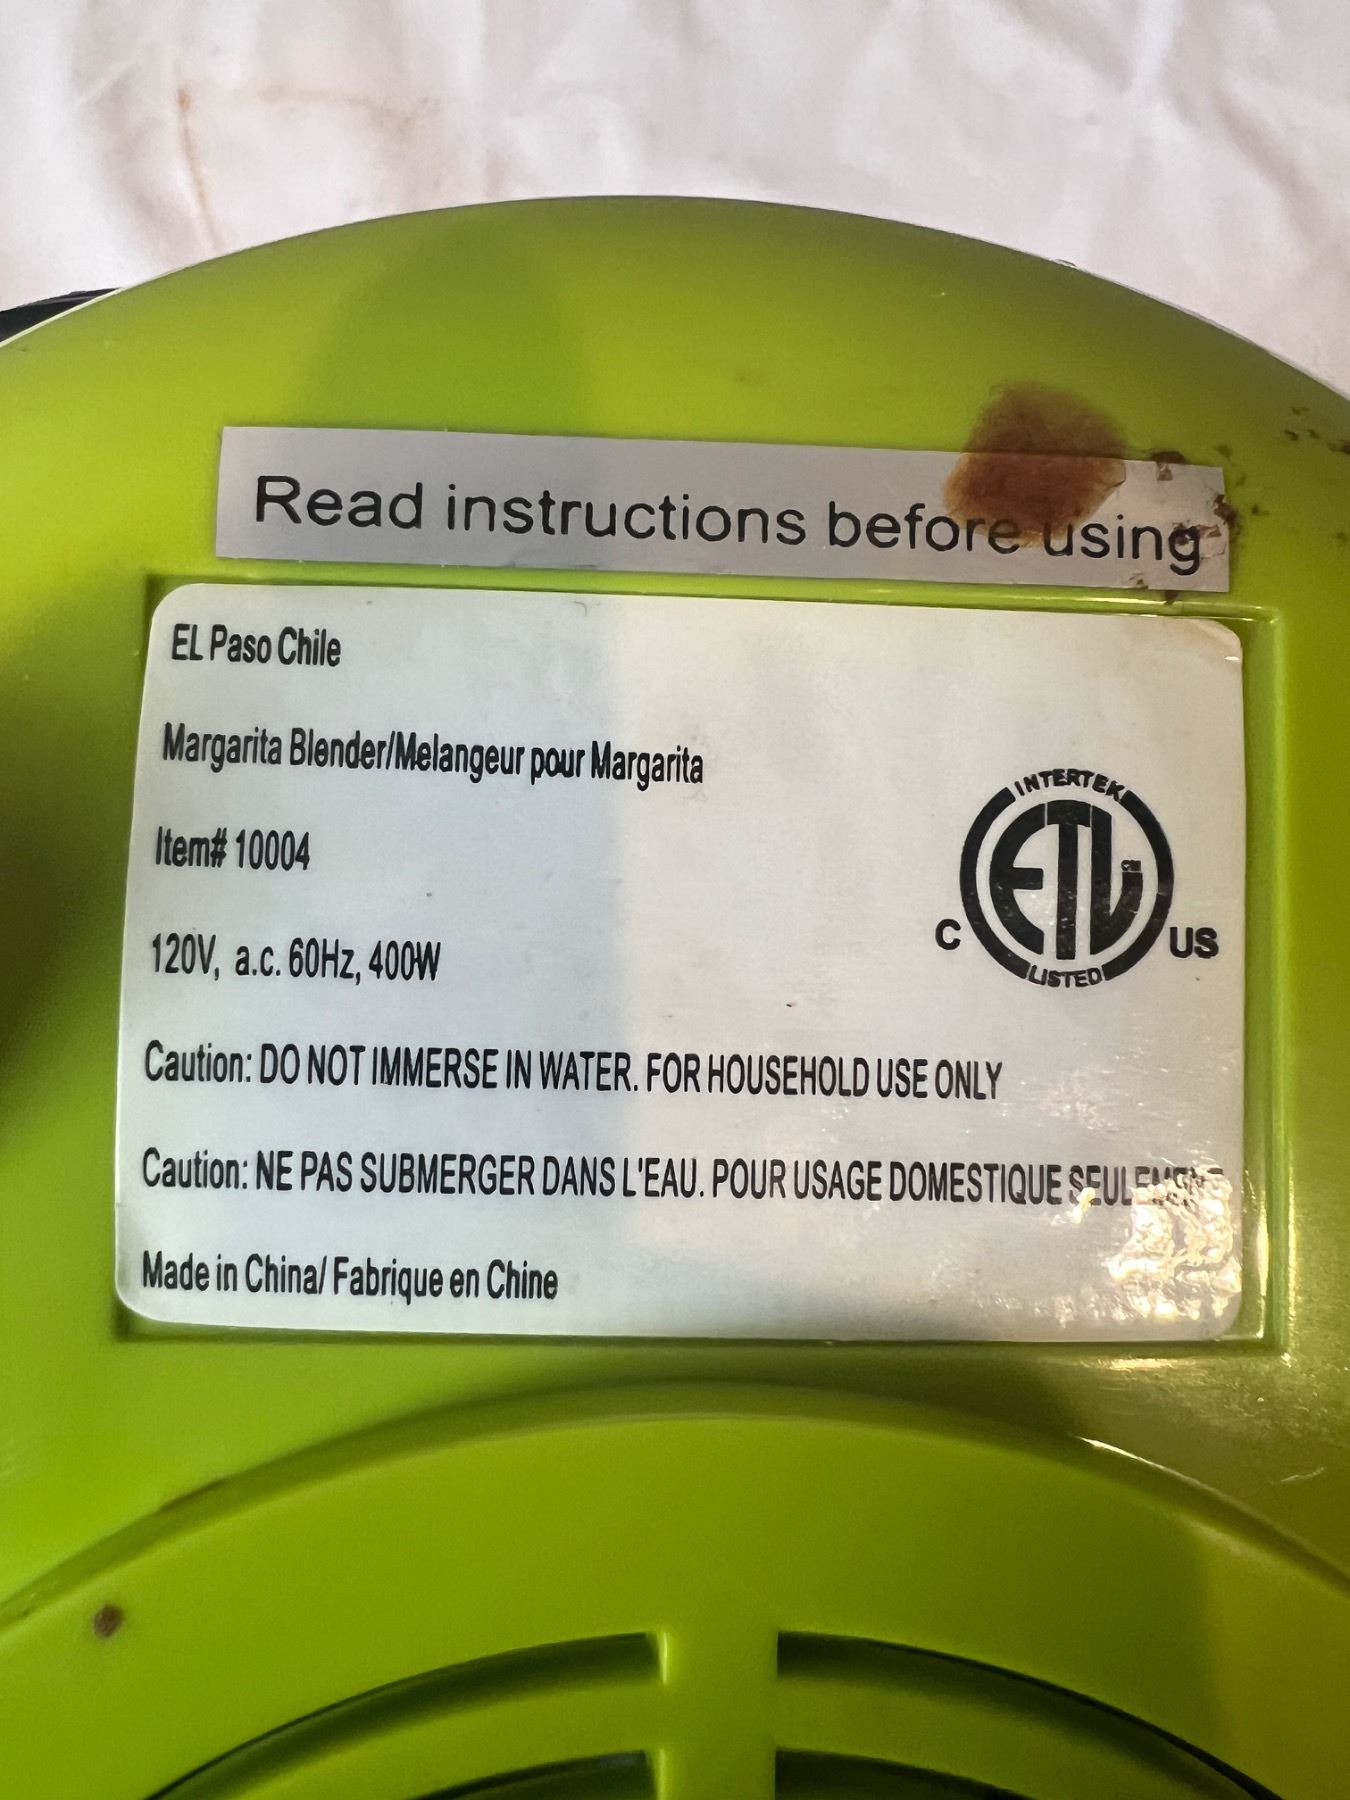 Read instructions before using
EL Paso Chile
Margarita Blender/Melangeur pour Margarita
Item# 10004
INTERTEK
ETL
CM
C
US
LISTED
120V, a.c. 60Hz, 400W
Caution: DO NOT IMMERSE IN WATER. FOR HOUSEHOLD USE ONLY
Caution: NE PAS SUBMERGER DANS L'EAU. POUR USAGE DOMESTIQUE SEULEMENT
Made in China/ Fabrique en Chine